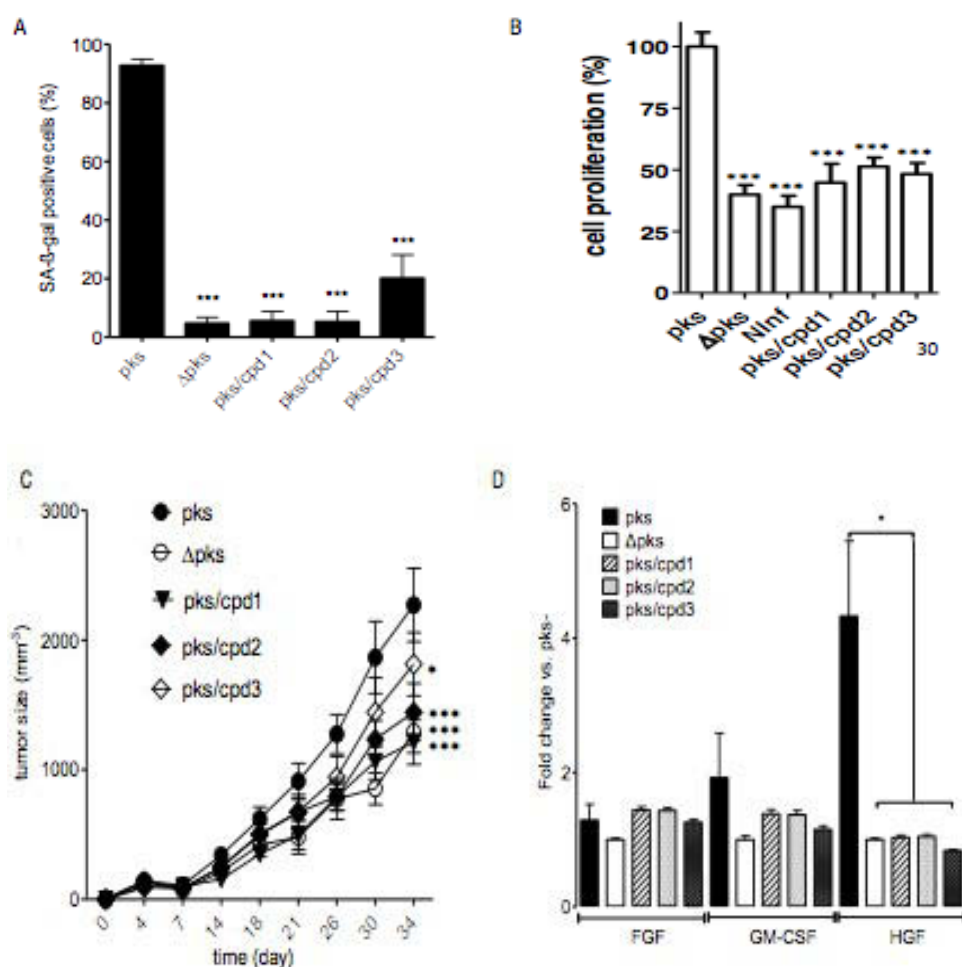 A
SA-ß-gal positive cells (%)
100
80
60
40
20
0
***
***
***
***
pks
Δpks
pks/cpd1
pks/cpd2
pks/cpd3
B
cell proliferation (%)
100
75
50
25
0
***
***
***
***
***
pks
Δpks
NInf
pks/cpd1
pks/cpd2
pks/cpd3
30
C
tumor size (mm³)
3000
2000
1000
0
pks
Δpks
pks/cpd1
pks/cpd2
pks/cpd3
*
***
***
***
0
4
7
14
18
21
26
30
34
time (day)
D
Fold change vs. pks-
6
4
2
0
pks
Δpks
pks/cpd1
pks/cpd2
pks/cpd3
*
FGF
GM-CSF
HGF